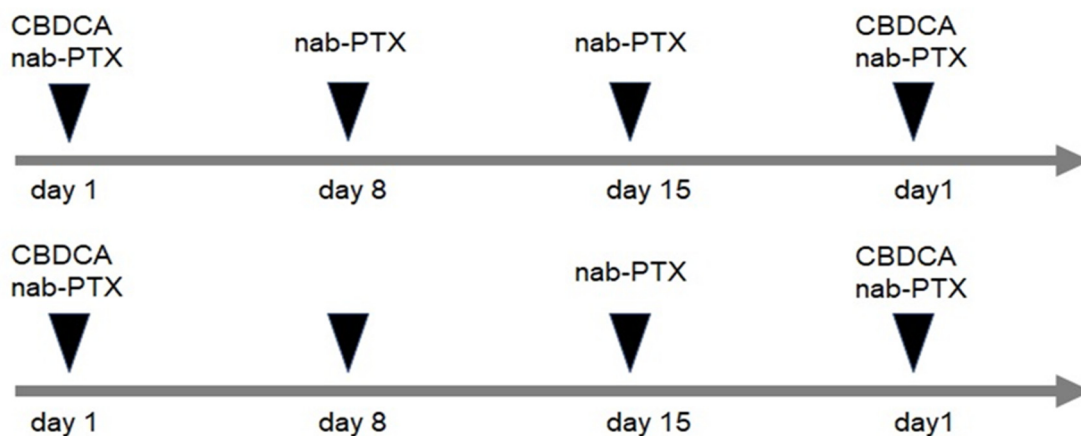 CBDCA
nab-PTX
nab-PTX
nab-PTX
CBDCA
nab-PTX
day 1
day 8
day 15
day1
CBDCA
nab-PTX
nab-PTX
CBDCA
nab-PTX
day 1
day 8
day 15
day1